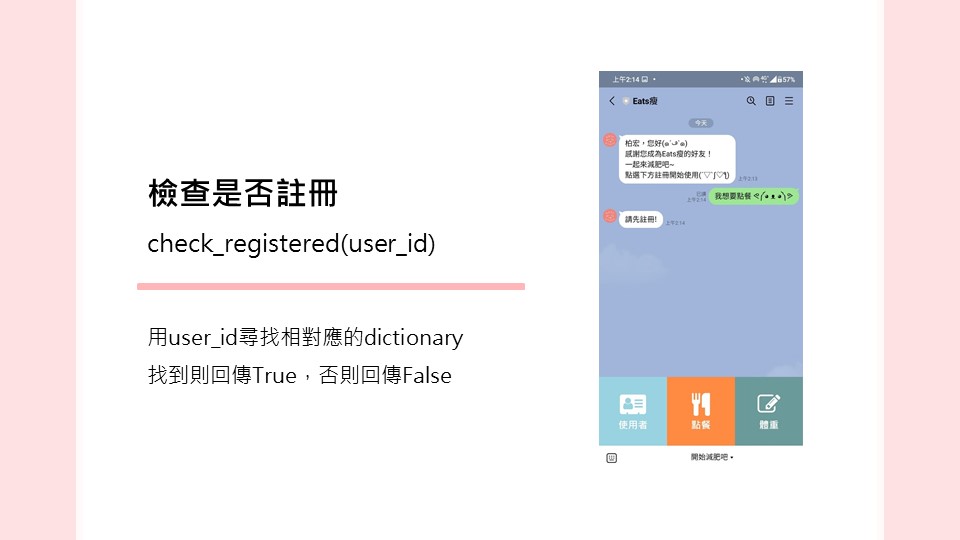 檢查是否註冊
check_registered(user_id)
用user_id尋找相對應的dictionary
找到則回傳True，否則回傳False
上午2:14
57%
Eats瘦
今天
柏宏，您好(๑´ڡ`๑)
感謝您成為Eats瘦的好友！
一起來減肥吧~
點選下方註冊開始使用
上午2:13
已讀
上午2:14
我想要點餐
請先註冊!
上午2:14
使用者
點餐
體重
開始減肥吧